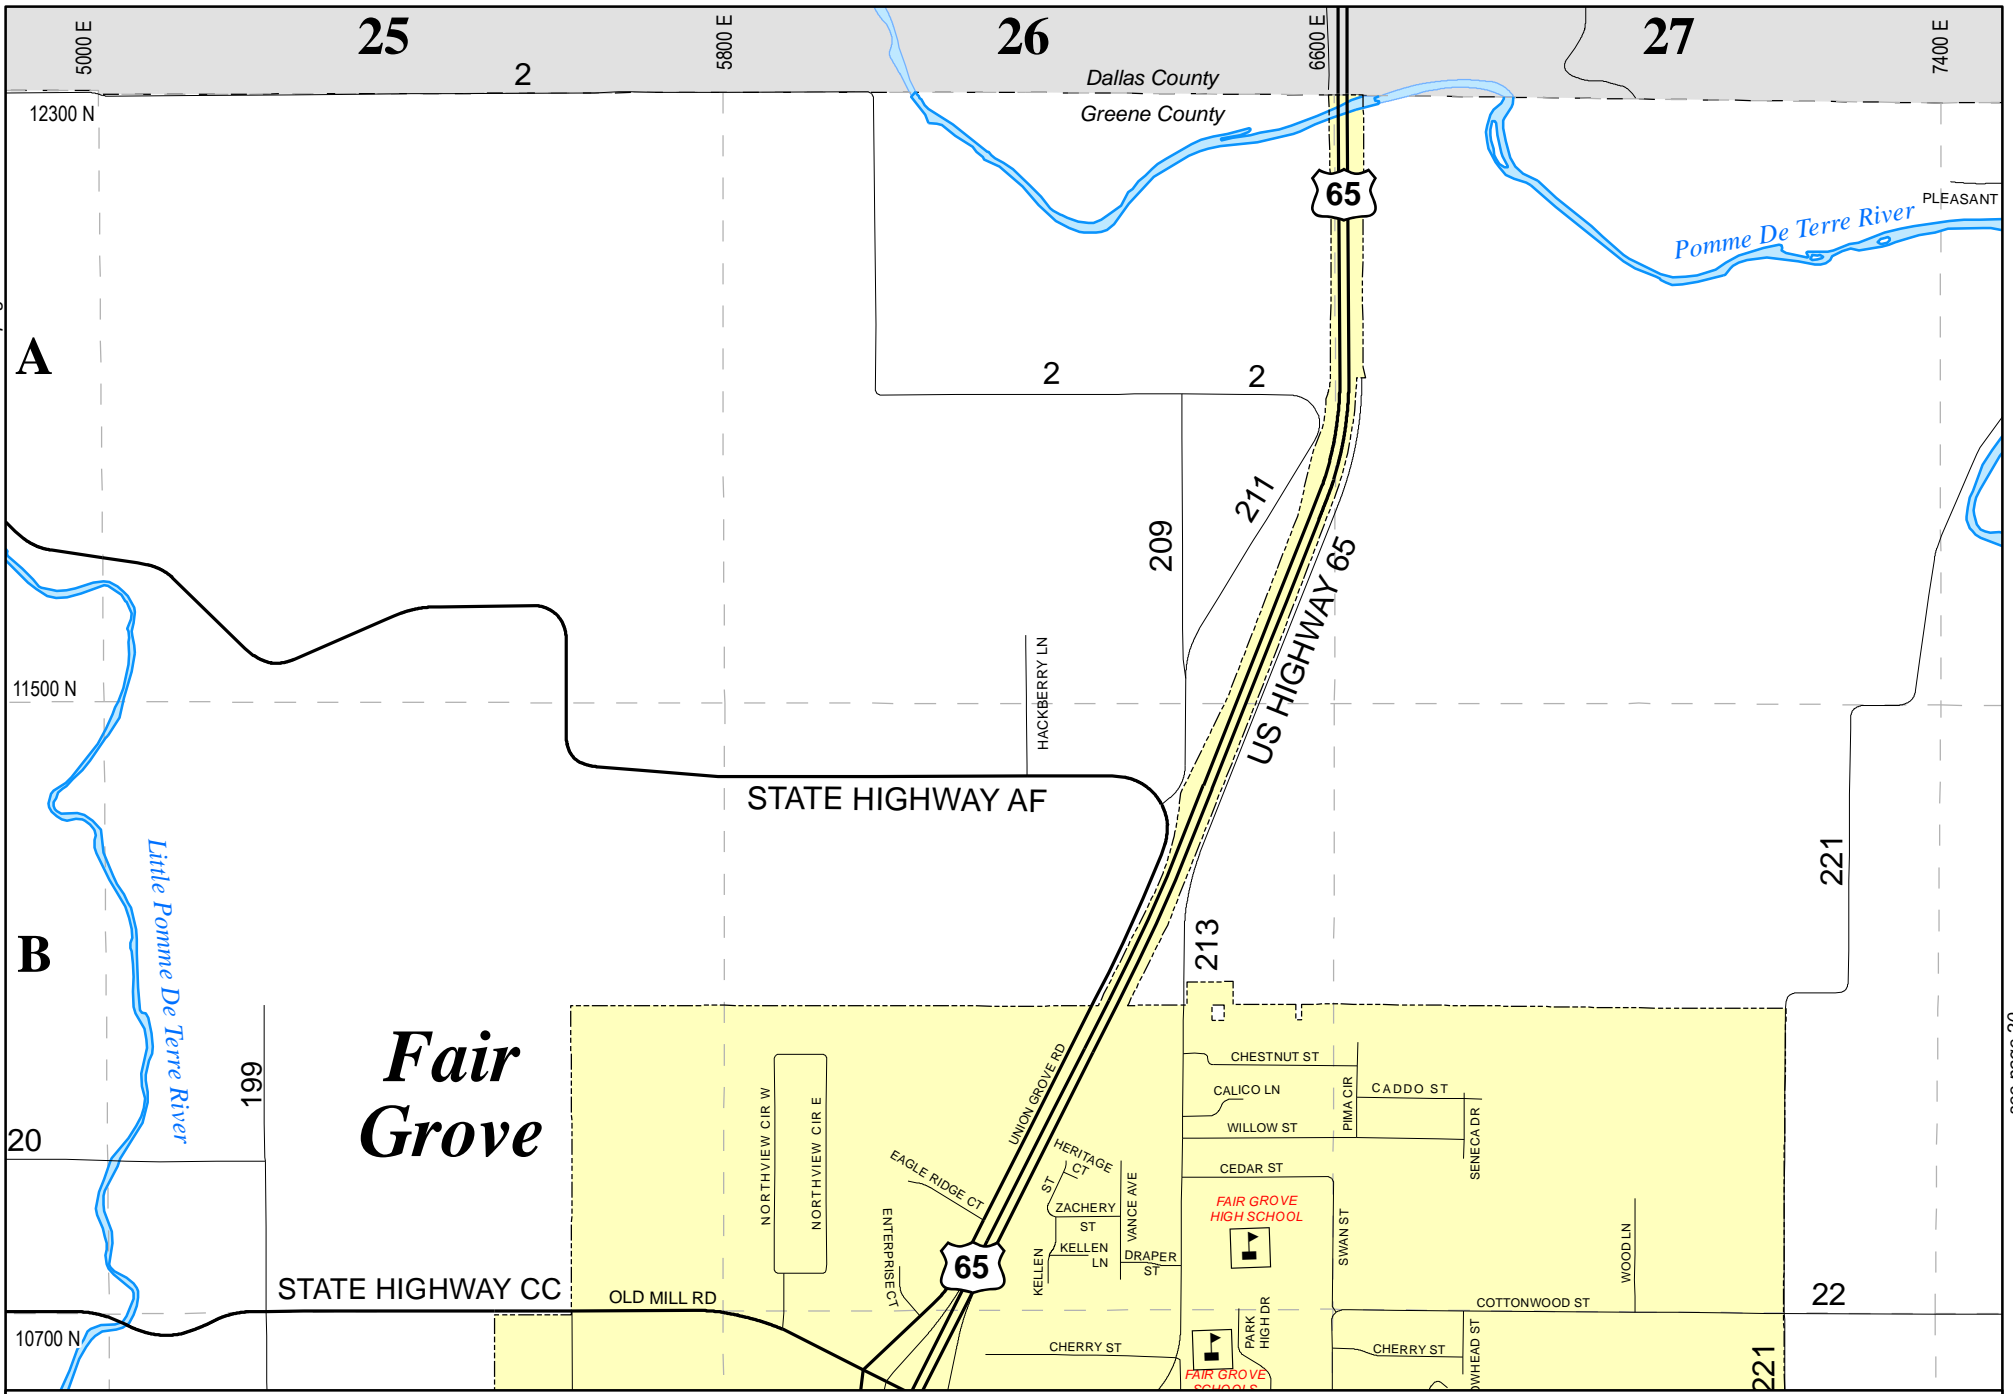 25
26
27
5000 E
5800 E
6600 E
7400 E
2
Dallas County
Greene County
12300 N
65
PLEASANT
Pomme De Terre River
A
2
2
211
209
US HIGHWAY 65
HACKBERRY LN
11500 N
STATE HIGHWAY AF
221
Little Pomme De Terre River
B
213
Fair
Grove
199
20
UNION GROVE RD
CHESTNUT ST
CALICO LN
PIMA CIR
CADDO ST
WILLOW ST
SENECA DR
NORTHVIEW CIR W
NORTHVIEW CIR E
EAGLE RIDGE CT
HERITAGE
CT
ST
CEDAR ST
VANCE AVE
ZACHERY
ST
FAIR GROVE
HIGH SCHOOL
SWAN ST
WOOD LN
ENTERPRISE CT
KELLEN
KELLEN
LN
DRAPER
ST
65
STATE HIGHWAY CC
OLD MILL RD
COTTONWOOD ST
22
10700 N
CHERRY ST
PARK
HIGH DR
CHERRY ST
221
FAIR GROVE
SCHOOLS